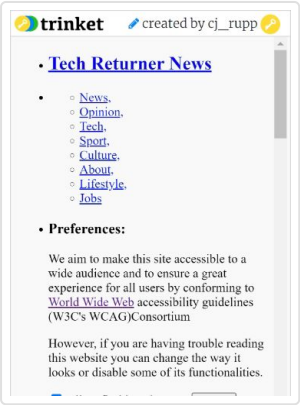 trinket created by cj_rupp
Tech Returner News
News,
Opinion,
Tech,
Sport,
Culture,
About,
Lifestyle,
Jobs
Preferences:
We aim to make this site accessible to a
wide audience and to ensure a great
experience for all users by conforming to
World Wide Web accessibility guidelines
(W3C's WCAG)Consortium
However, if you are having trouble reading
this website you can change the way it
looks or disable some of its functionalities.